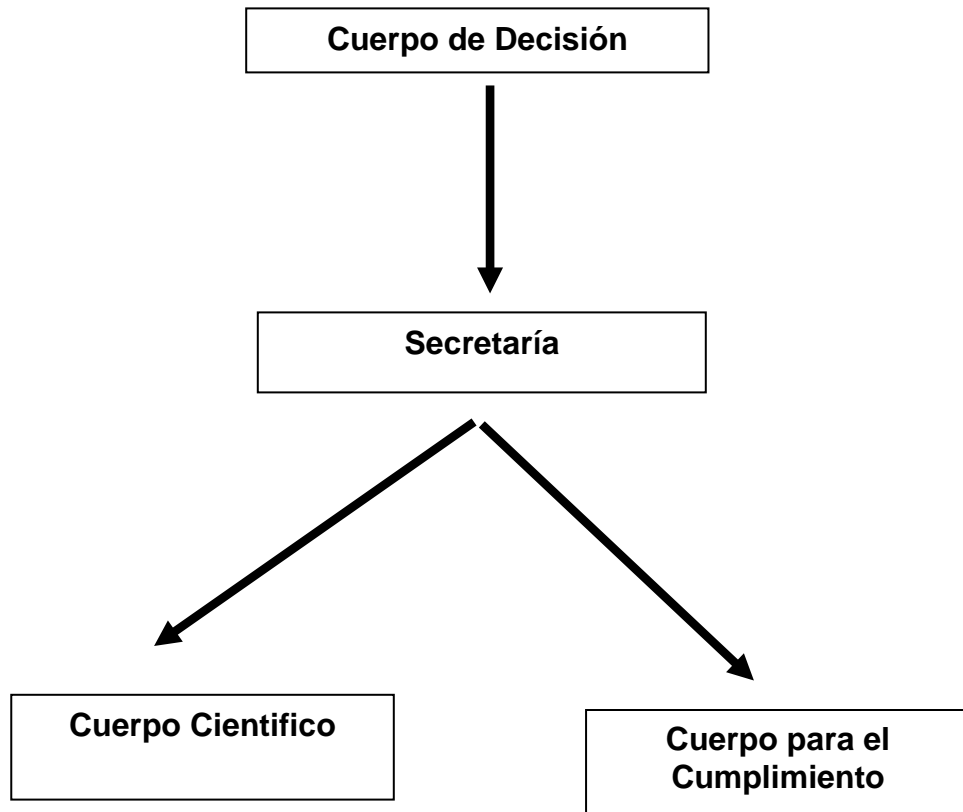 Cuerpo de Decisión
Secretaría
Cuerpo Cientifico
Cuerpo para el
Cumplimiento